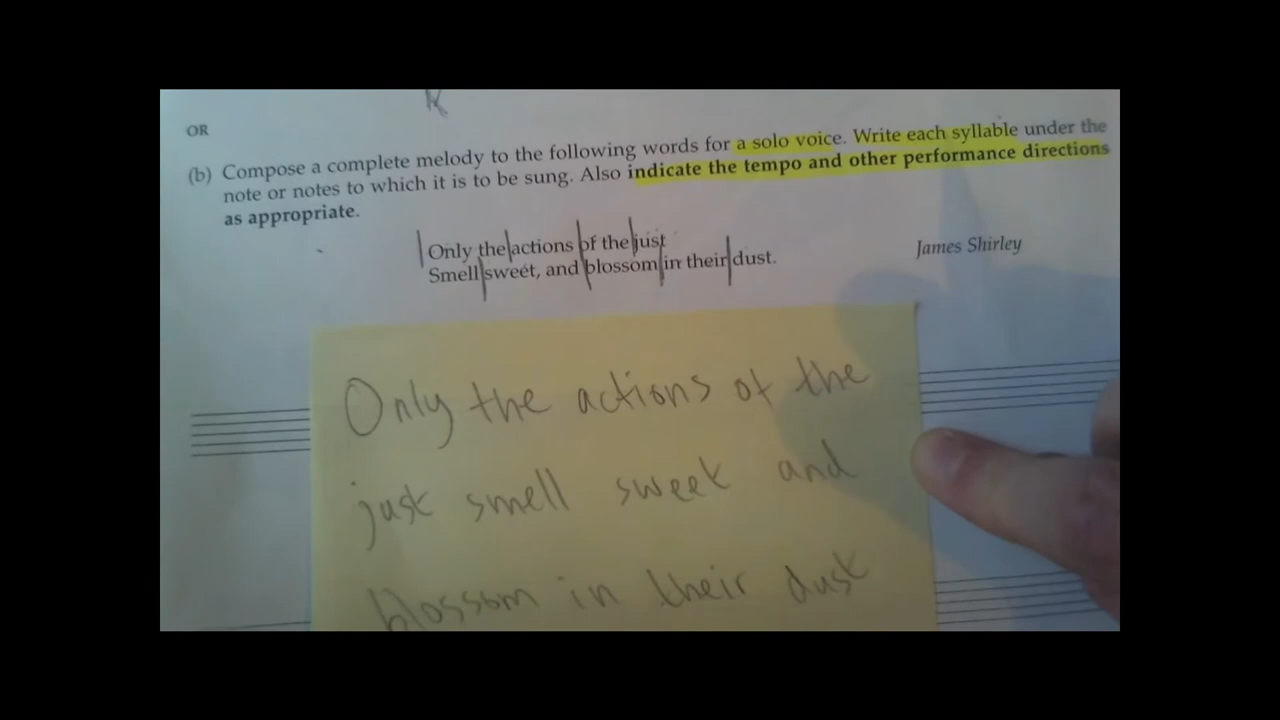 OR
(b) Compose a complete melody to the following words for a solo voice. Write each syllable under the
note or notes to which it is to be sung. Also indicate the tempo and other performance directions
as appropriate.
Only the actions of the just
Smell sweet, and blossom in their dust.
James Shirley
Only the actions of the
just smell sweet and
blossom in their dust